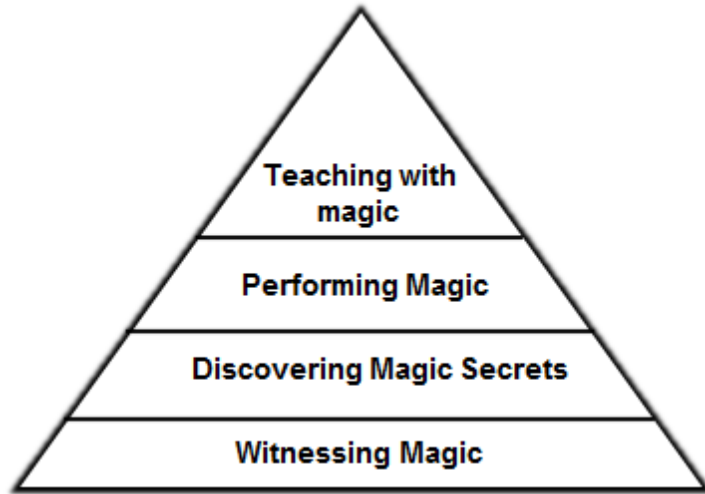 Teaching with
magic
Performing Magic
Discovering Magic Secrets
Witnessing Magic